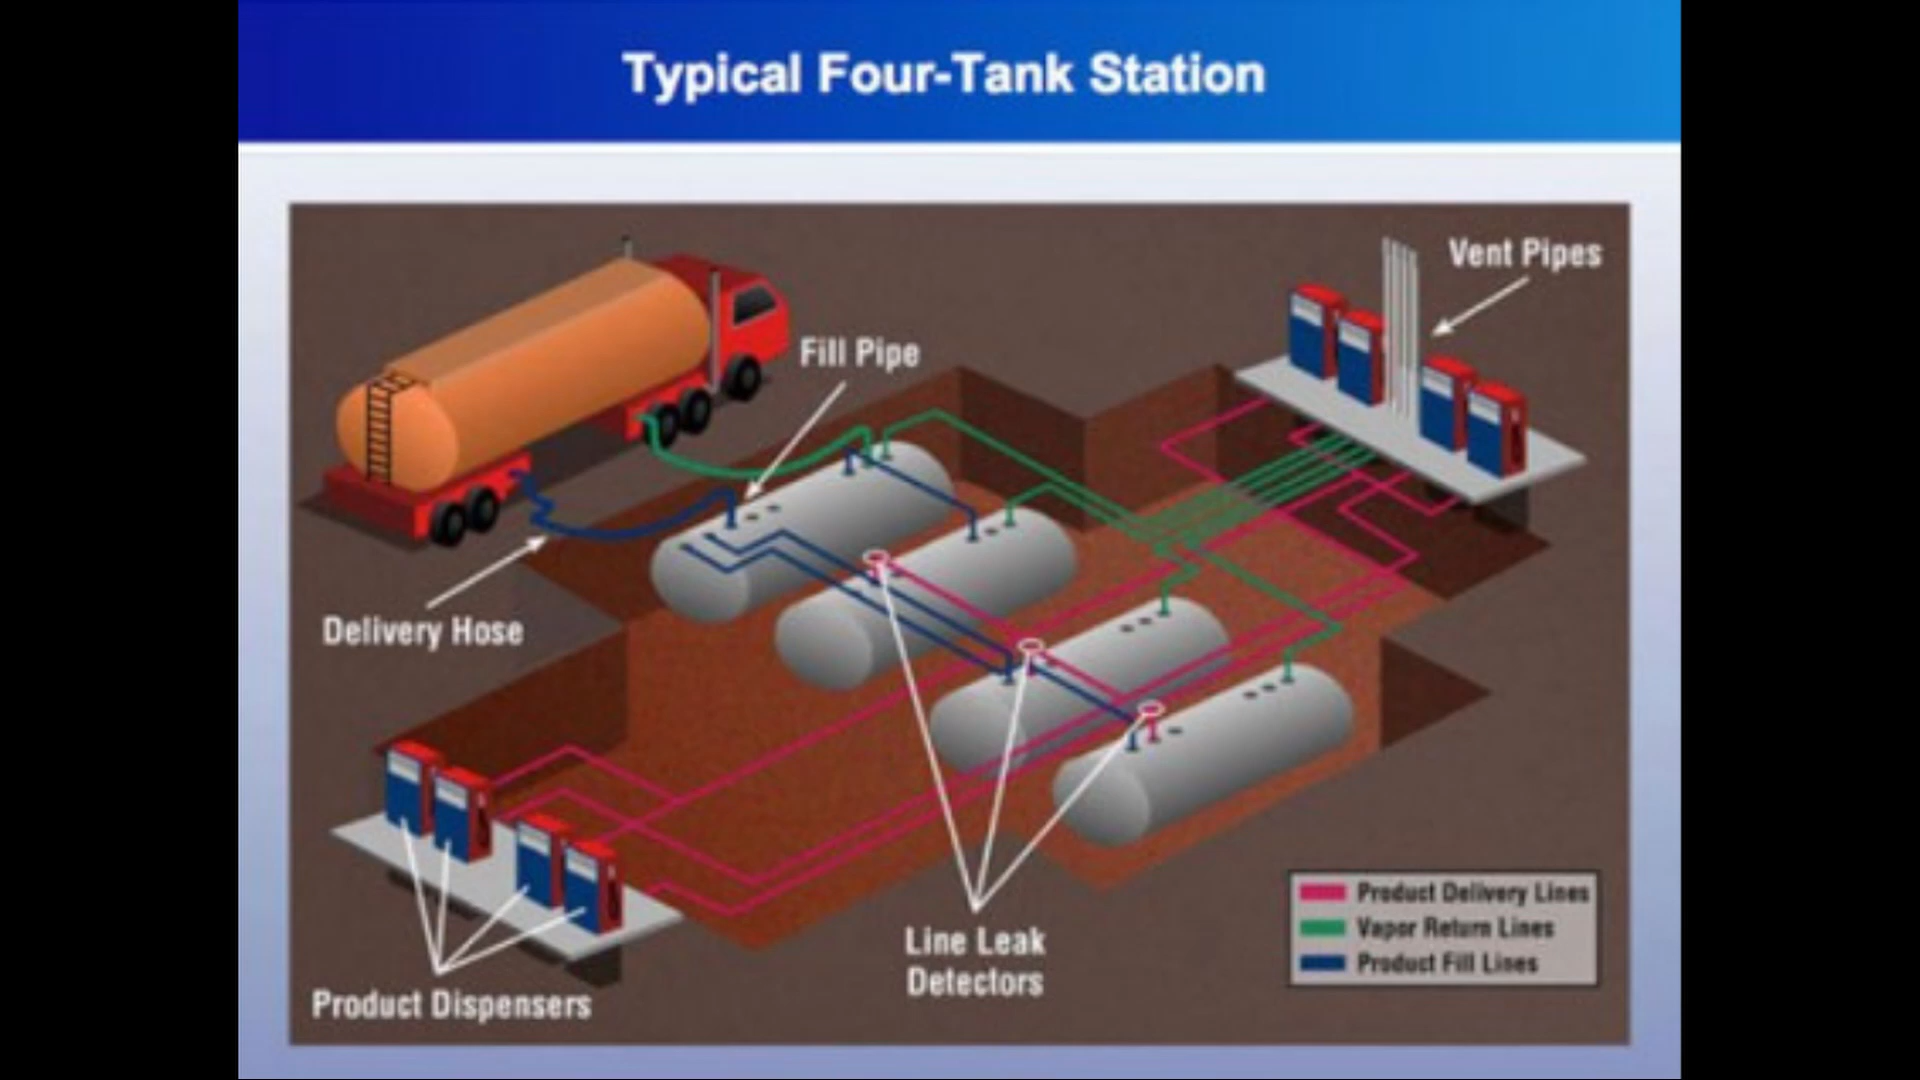 Typical Four-Tank Station
Vent Pipes
Fill Pipe
Delivery Hose
Line Leak
Detectors
Product Dispensers
Product Delivery Lines
Vapor Return Lines
Product Fill Lines